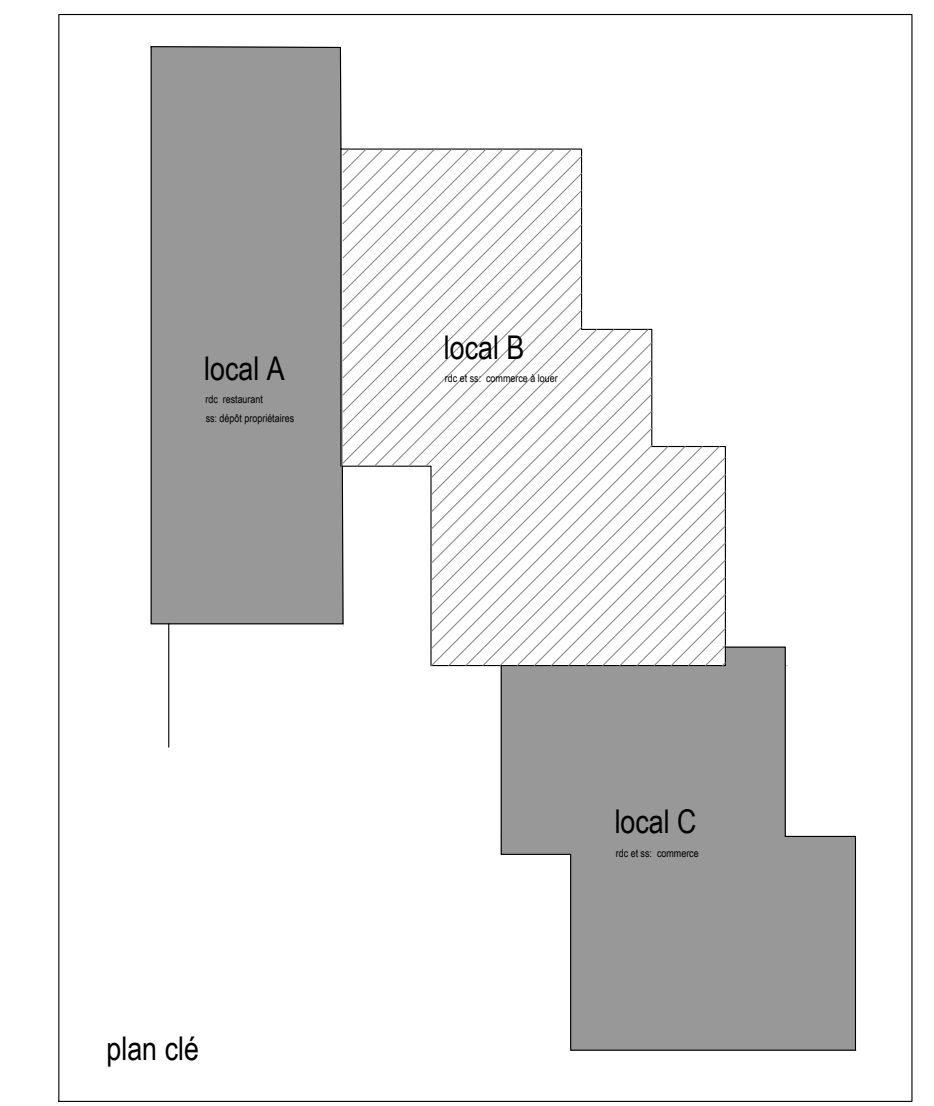 local A
rdc restaurant
ss: dépôt propriétaires
local B
rdc et ss: commerce à louer
local C
rdc et ss: commerce
plan clé